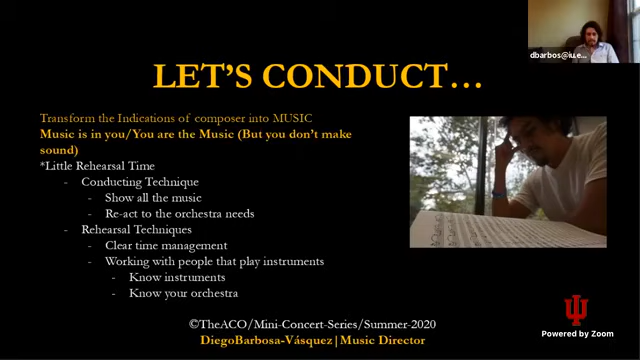 dbarbos@iu.e...
LET'S CONDUCT…
Transform the Indications of composer into MUSIC
Music is in you/You are the Music (But you don't make
sound)
*Little Rehearsal Time
- Conducting Technique
- Show all the music
- Re-act to the orchestra needs
- Rehearsal Techniques
- Clear time management
- Working with people that play instruments
- Know instruments
- Know your orchestra
©TheACO/Mini-Concert-Series/Summer-2020
DiegoBarbosa-Vásquez|Music Director
Powered by Zoom